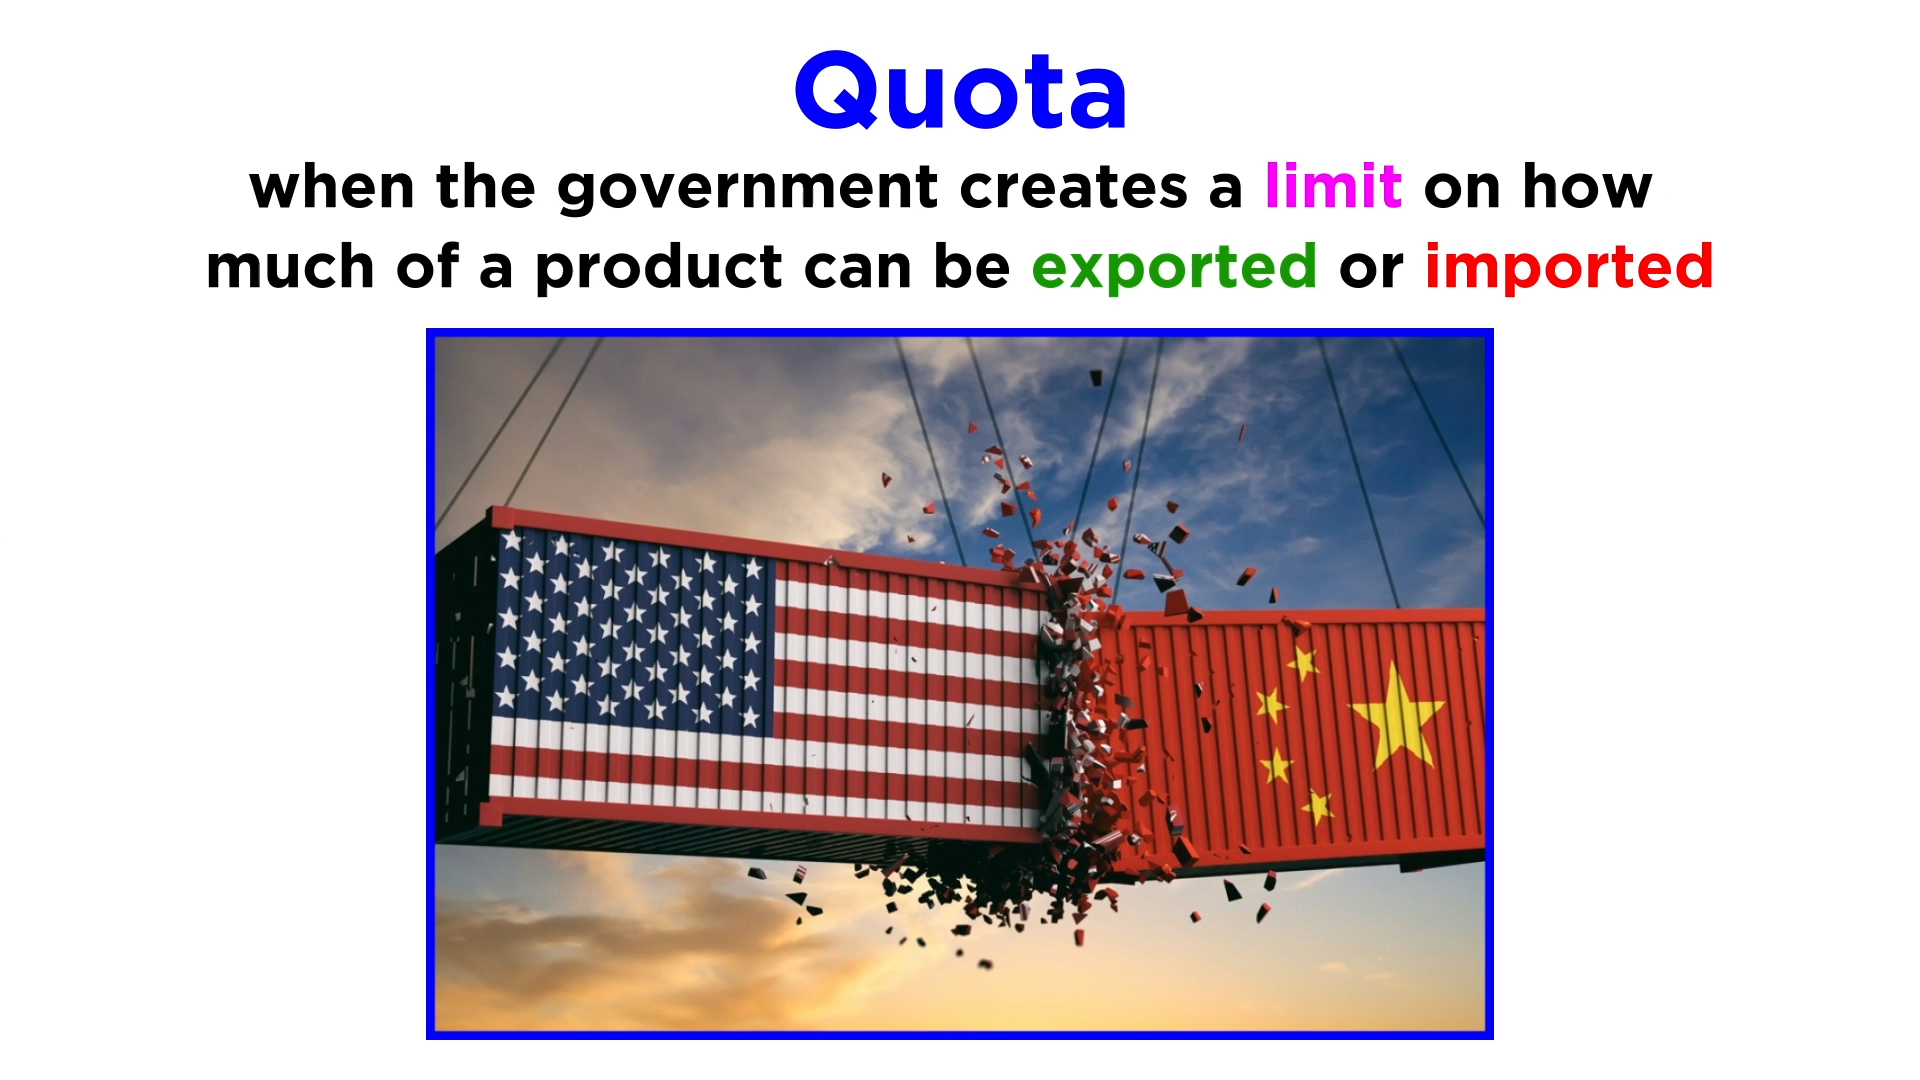 Quota
when the government creates a limit on how
much of a product can be exported or imported